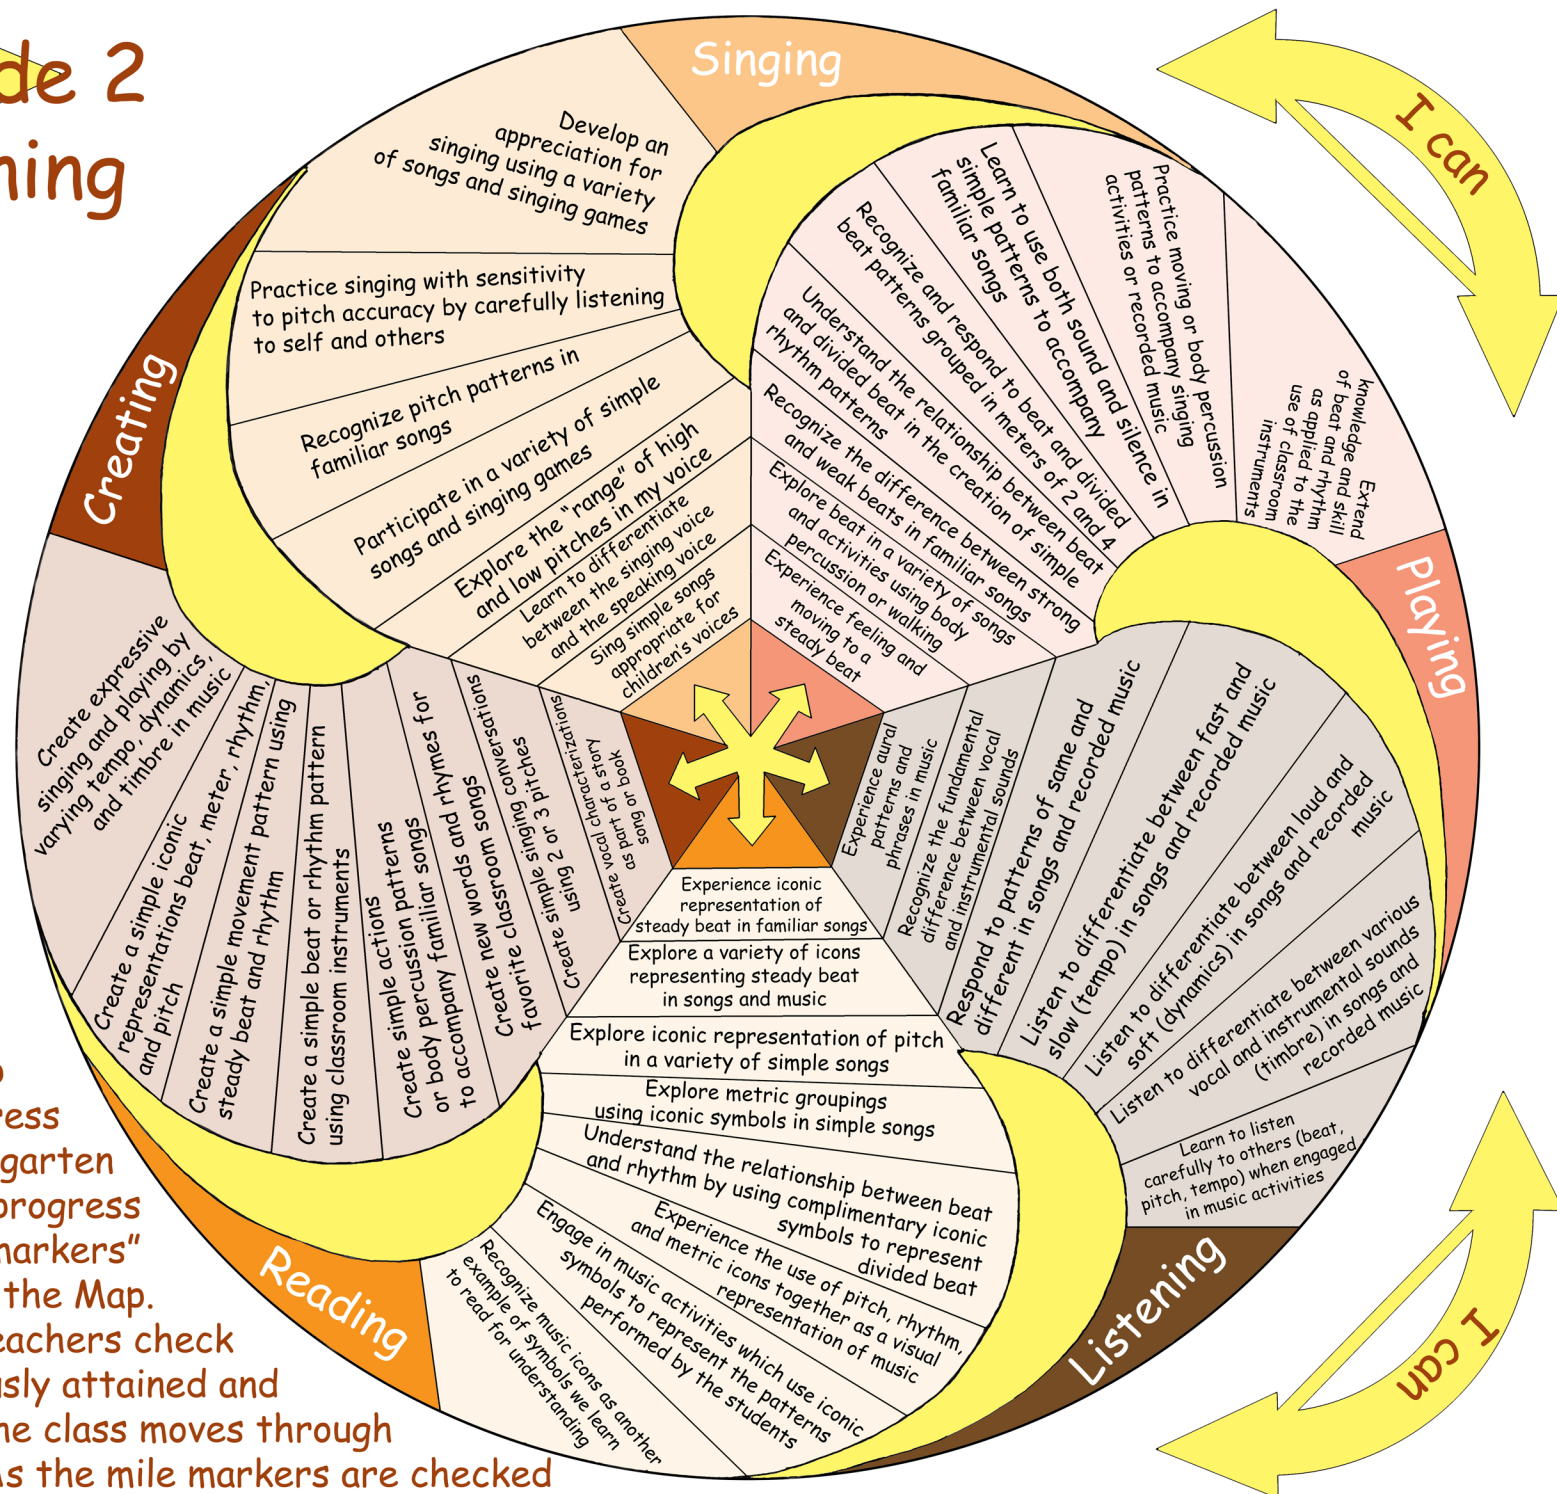 de 2
ning
I can
Singing
Develop an
appreciation for
singing using a variety
of songs and singing games
Practice singing with sensitivity
to pitch accuracy by carefully listening
to self and others
Recognize pitch patterns in
familiar songs
Participate in a variety of simple
songs and singing games
Explore the "range" of high
and low pitches in my voice
Learn to differentiate
between the singing voice
and the speaking voice
Sing simple songs
appropriate for
children's voices
Playing
Extend
knowledge and skill
of beat and rhythm
as applied to the
use of classroom
instruments
Practice moving or body percussion
patterns to accompany singing
activities or recorded music
Learn to use both sound and silence in
simple patterns to accompany
familiar songs
Recognize and respond to beat and divided
beat patterns grouped in meters of 2 and 4
Understand the relationship between beat
and divided beat in the creation of simple
rhythm patterns
Recognize the difference between strong
and weak beats in familiar songs
Explore beat in a variety of songs
and activities using body
percussion or walking
Experience feeling and
moving to a
steady beat
Listening
Experience aural
patterns and
phrases in music
Recognize the fundamental
difference between vocal
and instrumental sounds
Respond to patterns of same and
different in songs and recorded music
Listen to differentiate between fast and
slow (tempo) in songs and recorded music
Listen to differentiate between loud and
soft (dynamics) in songs and recorded
music
Listen to differentiate between various
vocal and instrumental sounds
(timbre) in songs and
recorded music
Learn to listen
carefully to others (beat,
pitch, tempo) when engaged
in music activities
Reading
Experience iconic
representation of
steady beat in familiar songs
Explore a variety of icons
representing steady beat
in songs and music
Explore iconic representation of pitch
in a variety of simple songs
Explore metric groupings
using iconic symbols in simple songs
Understand the relationship between beat
and rhythm by using complimentary iconic
symbols to represent
divided beat
Experience the use of pitch, rhythm,
and metric icons together as a visual
representation of music
Engage in music activities which use iconic
symbols to represent the patterns
performed by the students
Recognize music icons as another
example of symbols we learn
to read for understanding
Creating
Create expressive
singing and playing by
varying tempo, dynamics,
and timbre in music
Create a simple iconic
representations beat, meter, rhythm,
and pitch
Create a simple movement pattern using
steady beat and rhythm
Create a simple beat or rhythm pattern
using classroom instruments
Create simple actions
or body percussion patterns
to accompany familiar songs
Create new words and rhymes for
favorite classroom songs
Create simple singing conversations
using 2 or 3 pitches
Create vocal characterizations
as part of a story
song or book
I can
ress
garten
progress
markers"
the Map.
eachers check
usly attained and
he class moves through
As the mile markers are checked